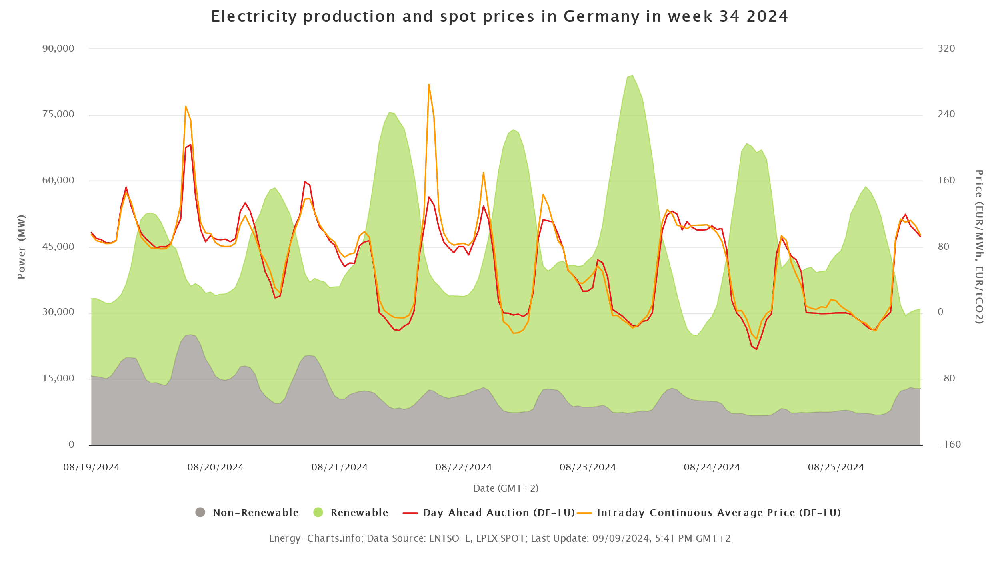 Electricity production and spot prices in Germany in week 34 2024
90,000
75,000
60,000
45,000
30,000
15,000
0
Power (MW)
320
240
160
80
0
−80
−160
Price (EUR/MWh, EUR/tCO2)
08/19/2024 08/20/2024 08/21/2024 08/22/2024 08/23/2024 08/24/2024 08/25/2024
Date (GMT+2)
Non−Renewable Renewable Day Ahead Auction (DE−LU) Intraday Continuous Average Price (DE−LU)
Energy−Charts.info; Data Source: ENTSO−E, EPEX SPOT; Last Update: 09/09/2024, 5:41 PM GMT+2